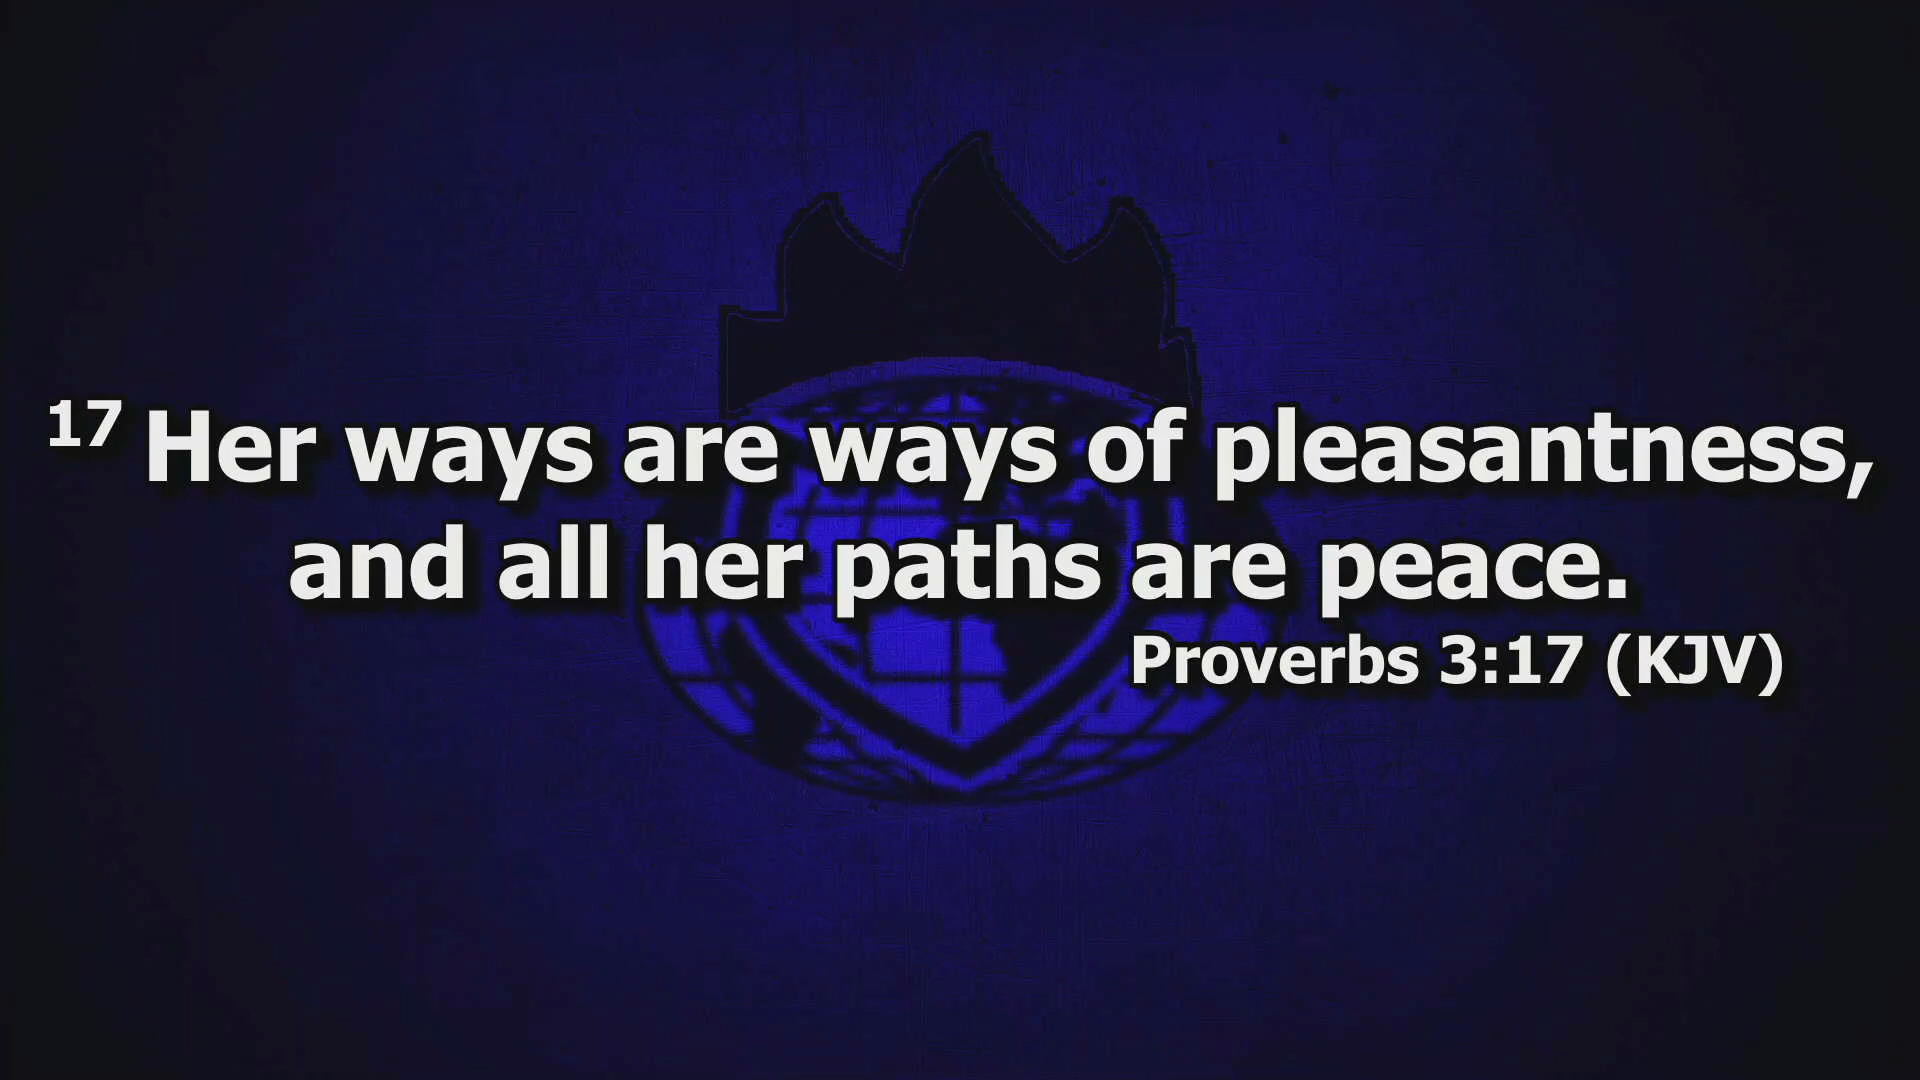 17 Her ways are ways of pleasantness,
and all her paths are peace.
Proverbs 3:17 (KJV)